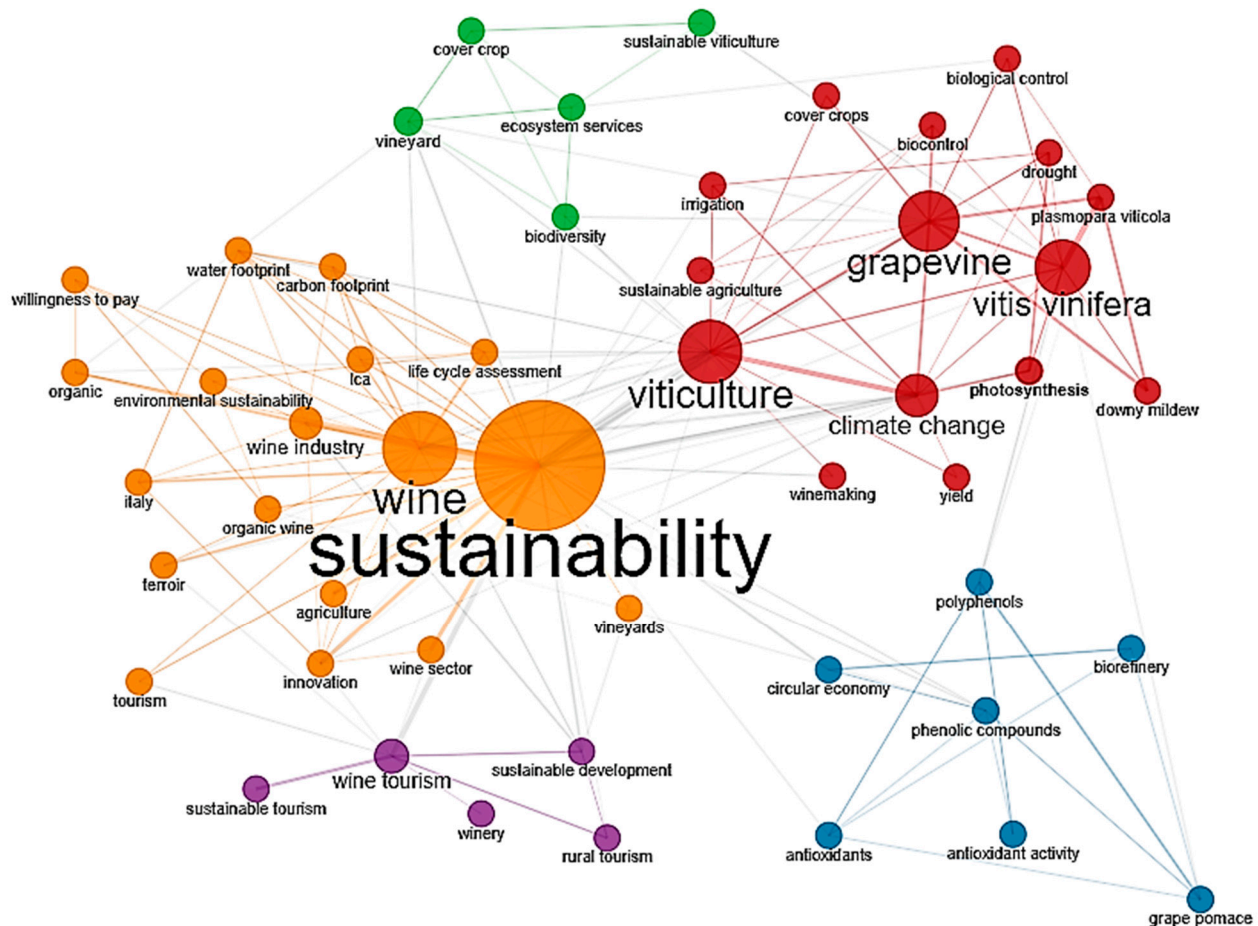 sustainable viticulture
cover crop
biological control
cover crops
ecosystem services
vineyard
biocontrol
drought
irrigation
plasmopara viticola
biodiversity
grapevine
water footprint
carbon footprint
willingness to pay
sustainable agriculture
vitis vinifera
life cycle assessment
lca
organic
environmental sustainability
viticulture
photosynthesis
downy mildew
climate change
wine industry
winemaking
yield
italy
wine
organic wine
sustainability
terroir
agriculture
vineyards
polyphenols
wine sector
biorefinery
innovation
circular economy
tourism
phenolic compounds
sustainable development
wine tourism
sustainable tourism
winery
rural tourism
antioxidants
antioxidant activity
grape pomace